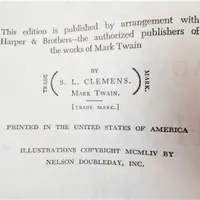 This edition is published by arrangement with
Harper & Brothers—the authorized publishers of
the works of Mark Twain
BY
TRADE ( S. L. CLEMENS. ) MARK.
MARK TWAIN.
[TRADE MARK.]
PRINTED IN THE UNITED STATES OF AMERICA
ILLUSTRATIONS COPYRIGHT MCMLIV BY
NELSON DOUBLEDAY, INC.